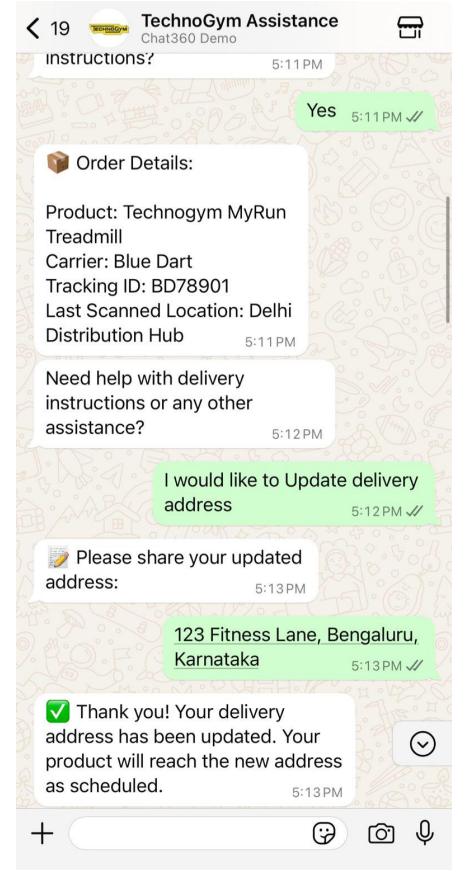 19
TECHNOGYM
TechnoGym Assistance
Chat360 Demo
instructions?
5:11 PM
Yes
5:11 PM
Order Details:
Product: Technogym MyRun
Treadmill
Carrier: Blue Dart
Tracking ID: BD78901
Last Scanned Location: Delhi
Distribution Hub
5:11 PM
Need help with delivery
instructions or any other
assistance?
5:12 PM
I would like to Update delivery
address
5:12 PM
Please share your updated
address:
5:13 PM
123 Fitness Lane, Bengaluru,
Karnataka
5:13 PM
Thank you! Your delivery
address has been updated. Your
product will reach the new address
as scheduled.
5:13 PM